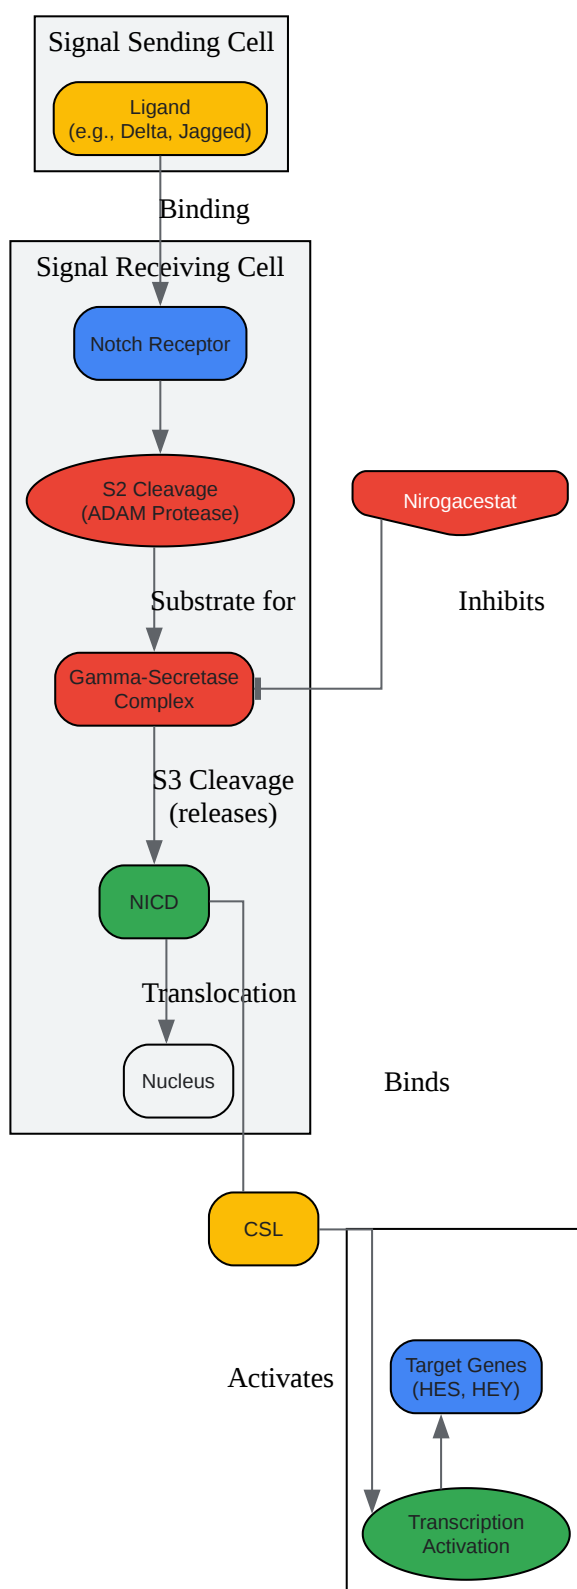 Signal Sending Cell
Ligand
(e.g., Delta, Jagged)
Binding
Signal Receiving Cell
Notch Receptor
S2 Cleavage
(ADAM Protease)
Nirogacestat
Substrate for
Inhibits
Gamma-Secretase
Complex
S3 Cleavage
(releases)
NICD
Translocation
Nucleus
Binds
CSL
Activates
Target Genes
(HES, HEY)
Transcription
Activation